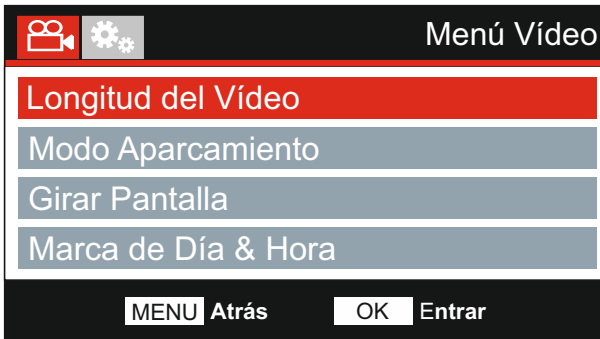 Menú Vídeo
Longitud del Vídeo
Modo Aparcamiento
Girar Pantalla
Marca de Día & Hora
MENU Atrás OK Entrar